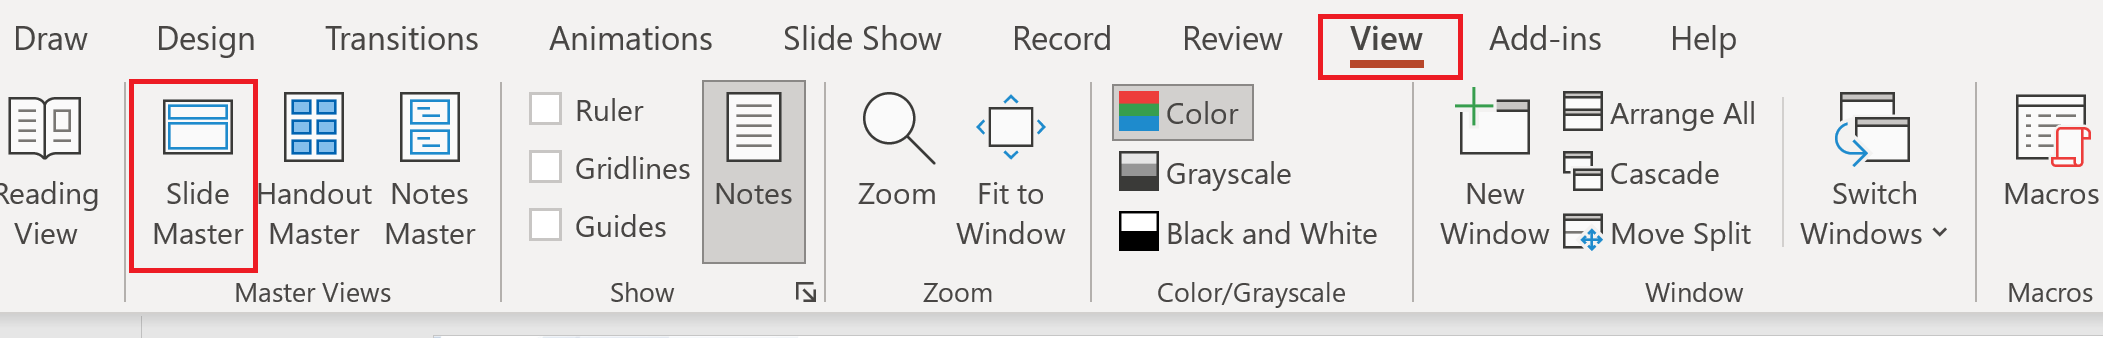 Draw Design Transitions Animations Slide Show Record Review View Add-ins Help
Reading
View
Slide
Master
Handout
Master
Notes
Master
Master Views
Ruler
Gridlines
Guides
Notes
Show
Zoom
Fit to
Window
Zoom
Color
Grayscale
Black and White
Color/Grayscale
New
Window
Arrange All
Cascade
Move Split
Switch
Windows
Window
Macros
Macros